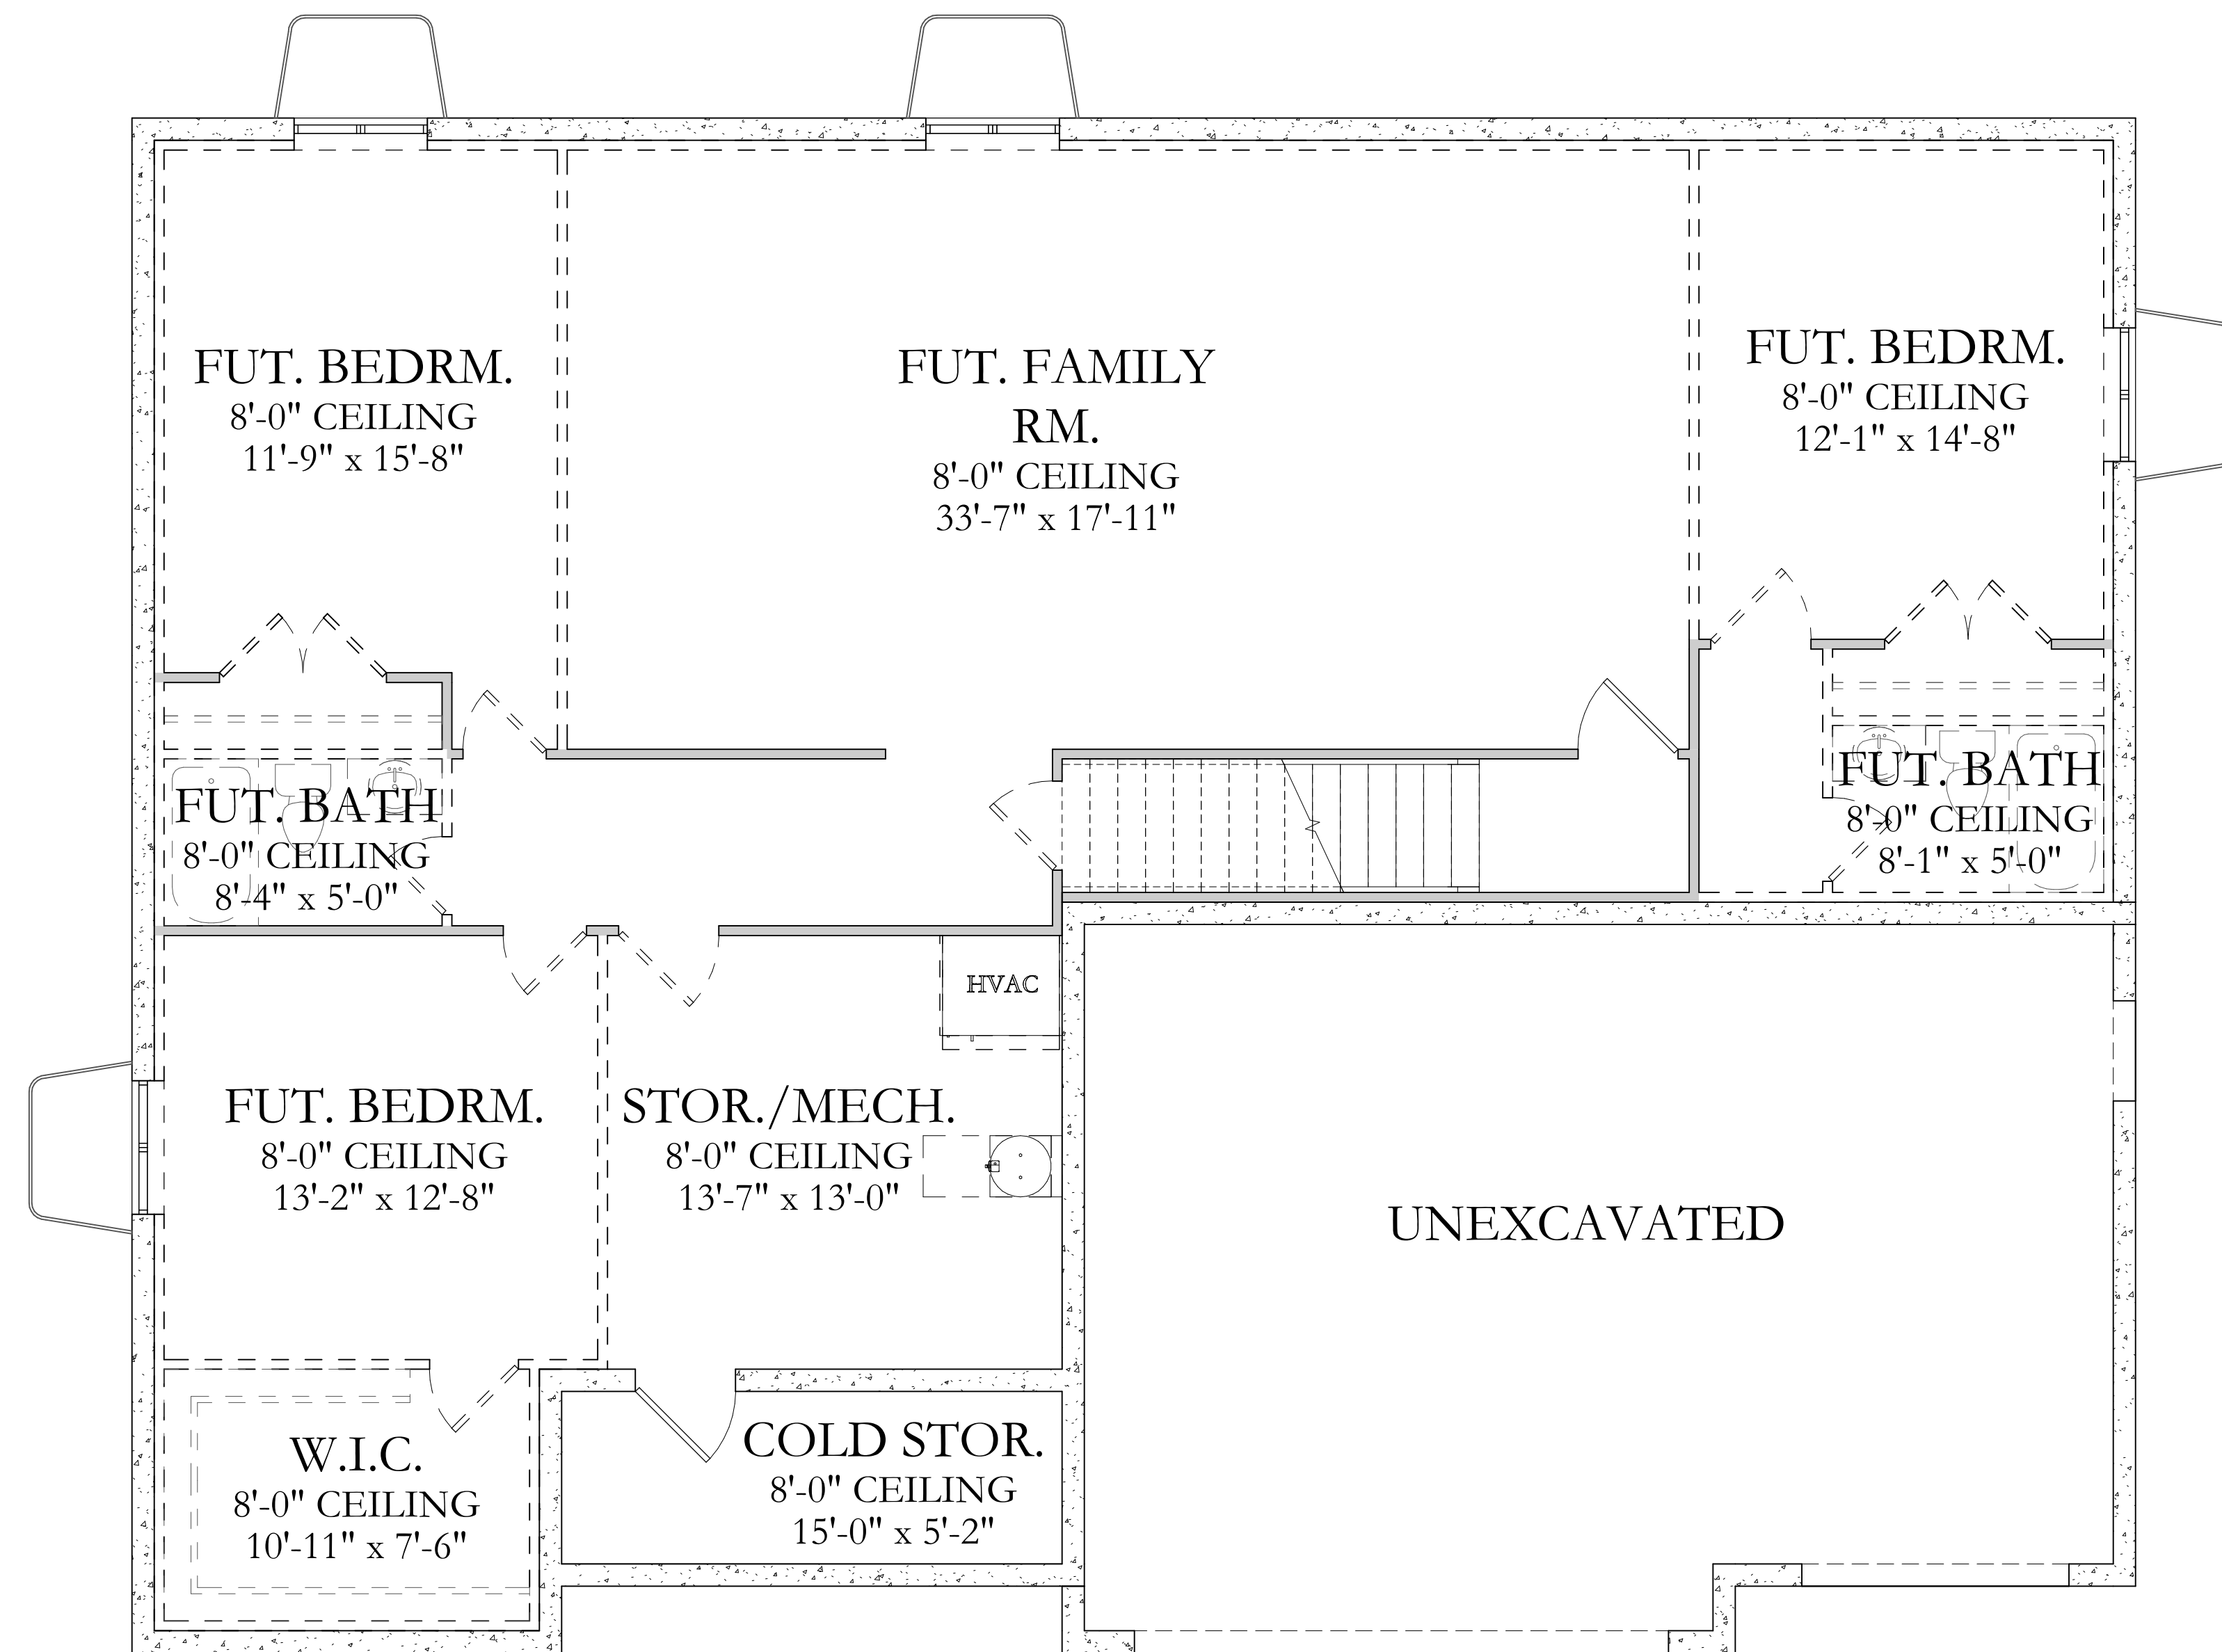 FUT. BEDRM.
8'-0" CEILING
11'-9" x 15'-8"
FUT. FAMILY
RM.
8'-0" CEILING
33'-7" x 17'-11"
FUT. BEDRM.
8'-0" CEILING
12'-1" x 14'-8"
FUT. BATH
8'-0" CEILING
8'-4" x 5'-0"
FUT. BATH
8'-0" CEILING
8'-1" x 5'-0"
HVAC
FUT. BEDRM.
8'-0" CEILING
13'-2" x 12'-8"
STOR./MECH.
8'-0" CEILING
13'-7" x 13'-0"
UNEXCAVATED
W.I.C.
8'-0" CEILING
10'-11" x 7'-6"
COLD STOR.
8'-0" CEILING
15'-0" x 5'-2"